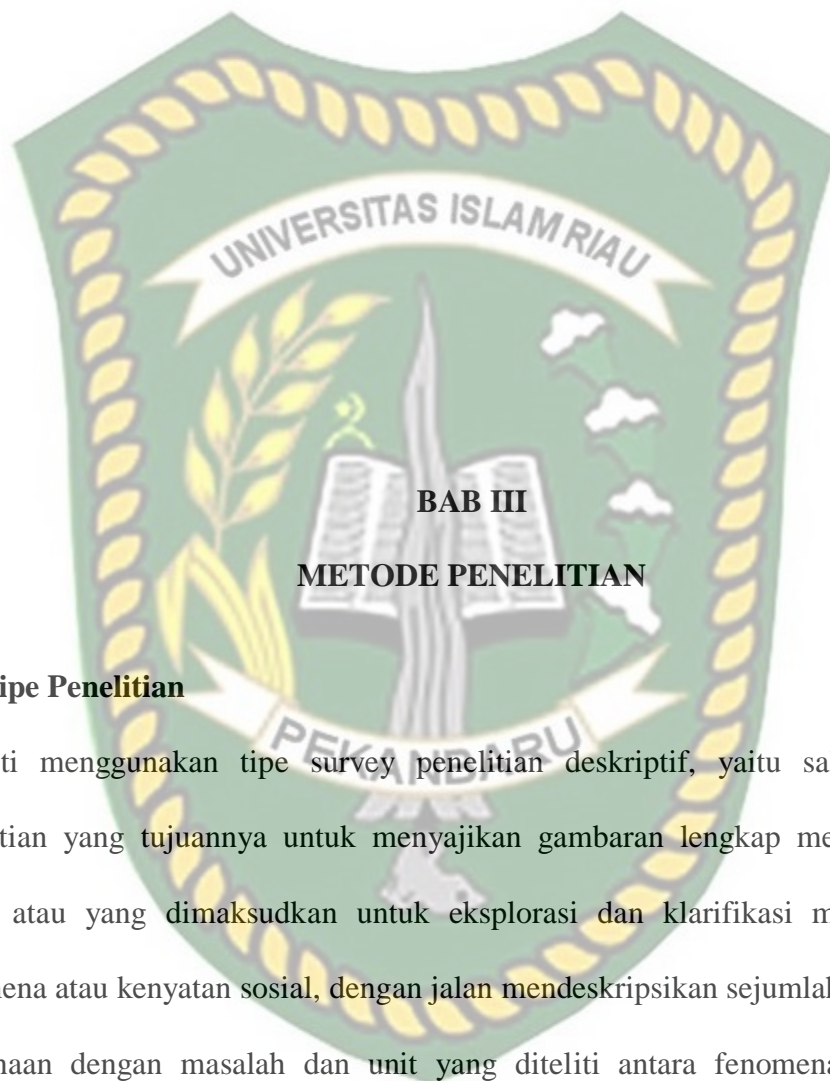 UNIVERSITAS ISLAM RIAU
BAB III
METODE PENELITIAN
ipe Penelitian
PEKANBARU
ti menggunakan tipe survey penelitian deskriptif, yaitu sa
tian yang tujuannya untuk menyajikan gambaran lengkap me
atau yang dimaksudkan untuk eksplorasi dan klarifikasi m
nena atau kenyatan sosial, dengan jalan mendeskripsikan sejumlah
naan dengan masalah dan unit yang diteliti antara fenomena